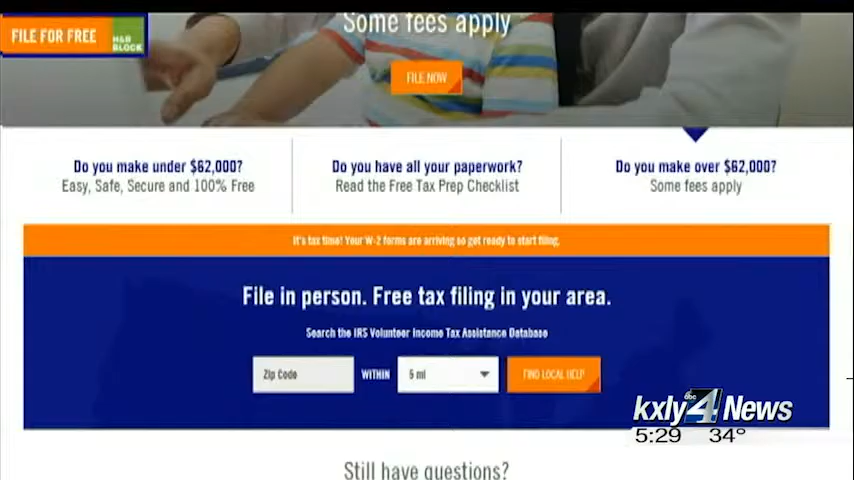 Some fees apply
FILE FOR FREE
H&R
BLOCK
FILE NOW
Do you make under $62,000?
Easy, Safe, Secure and 100% Free
Do you have all your paperwork?
Read the Free Tax Prep Checklist
Do you make over $62,000?
Some fees apply
It's tax time! Your W-2 forms are arriving so get ready to start filing.
File in person. Free tax filing in your area.
Search the IRS Volunteer Income Tax Assistance Database
Zip Code
WITHIN
5 mi
FIND LOCAL HELP
kxly 4 News
abc
5:29 34°
Still have questions?